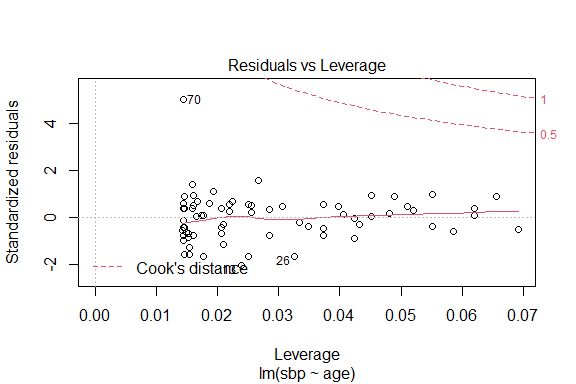 Residuals vs Leverage
Standardized residuals
4
2
0
-2
70
1
0.5
26
Cook's distance
0.00 0.01 0.02 0.03 0.04 0.05 0.06 0.07
Leverage
lm(sbp ~ age)